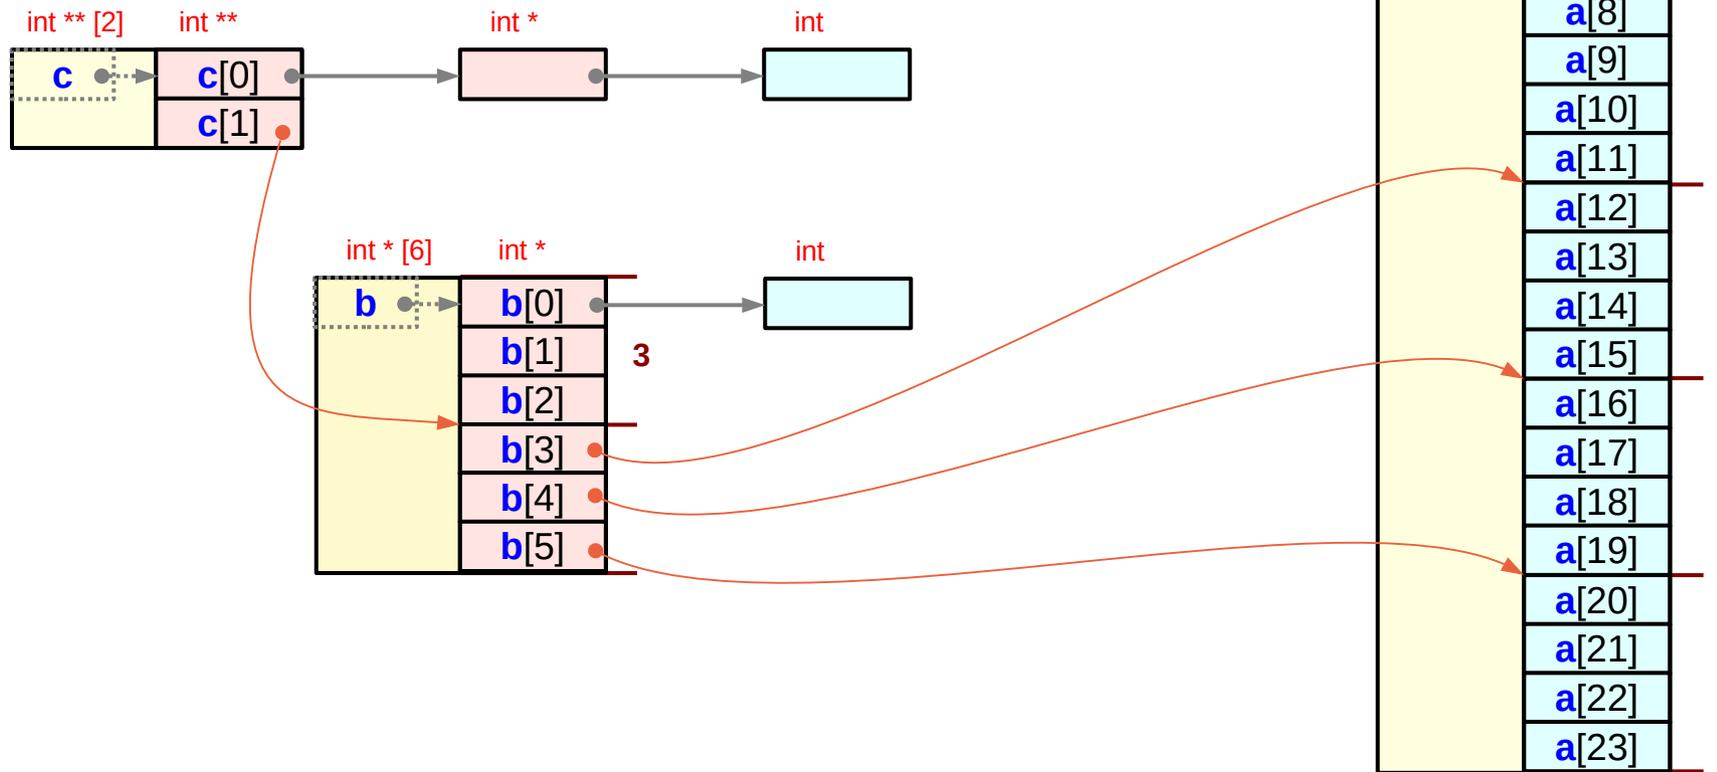 int ** [2] int ** int * int
c c[0]
c[1]
int * [6] int * int
b b[0]
b[1]
b[2]
b[3]
b[4]
b[5]
3
a[8]
a[9]
a[10]
a[11]
a[12]
a[13]
a[14]
a[15]
a[16]
a[17]
a[18]
a[19]
a[20]
a[21]
a[22]
a[23]